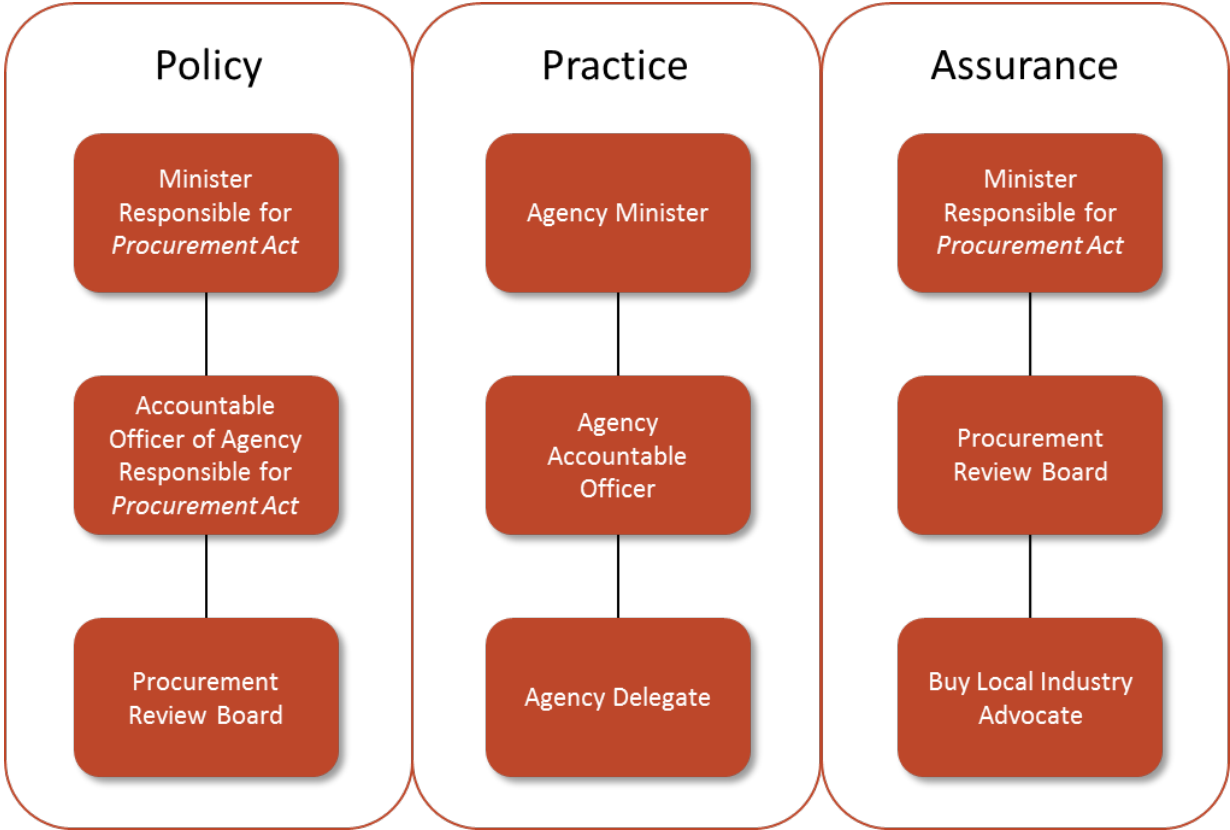 Policy
Minister
Responsible for
Procurement Act
Accountable
Officer of Agency
Responsible for
Procurement Act
Procurement
Review Board
Practice
Agency Minister
Agency
Accountable
Officer
Agency Delegate
Assurance
Minister
Responsible for
Procurement Act
Procurement
Review Board
Buy Local Industry
Advocate